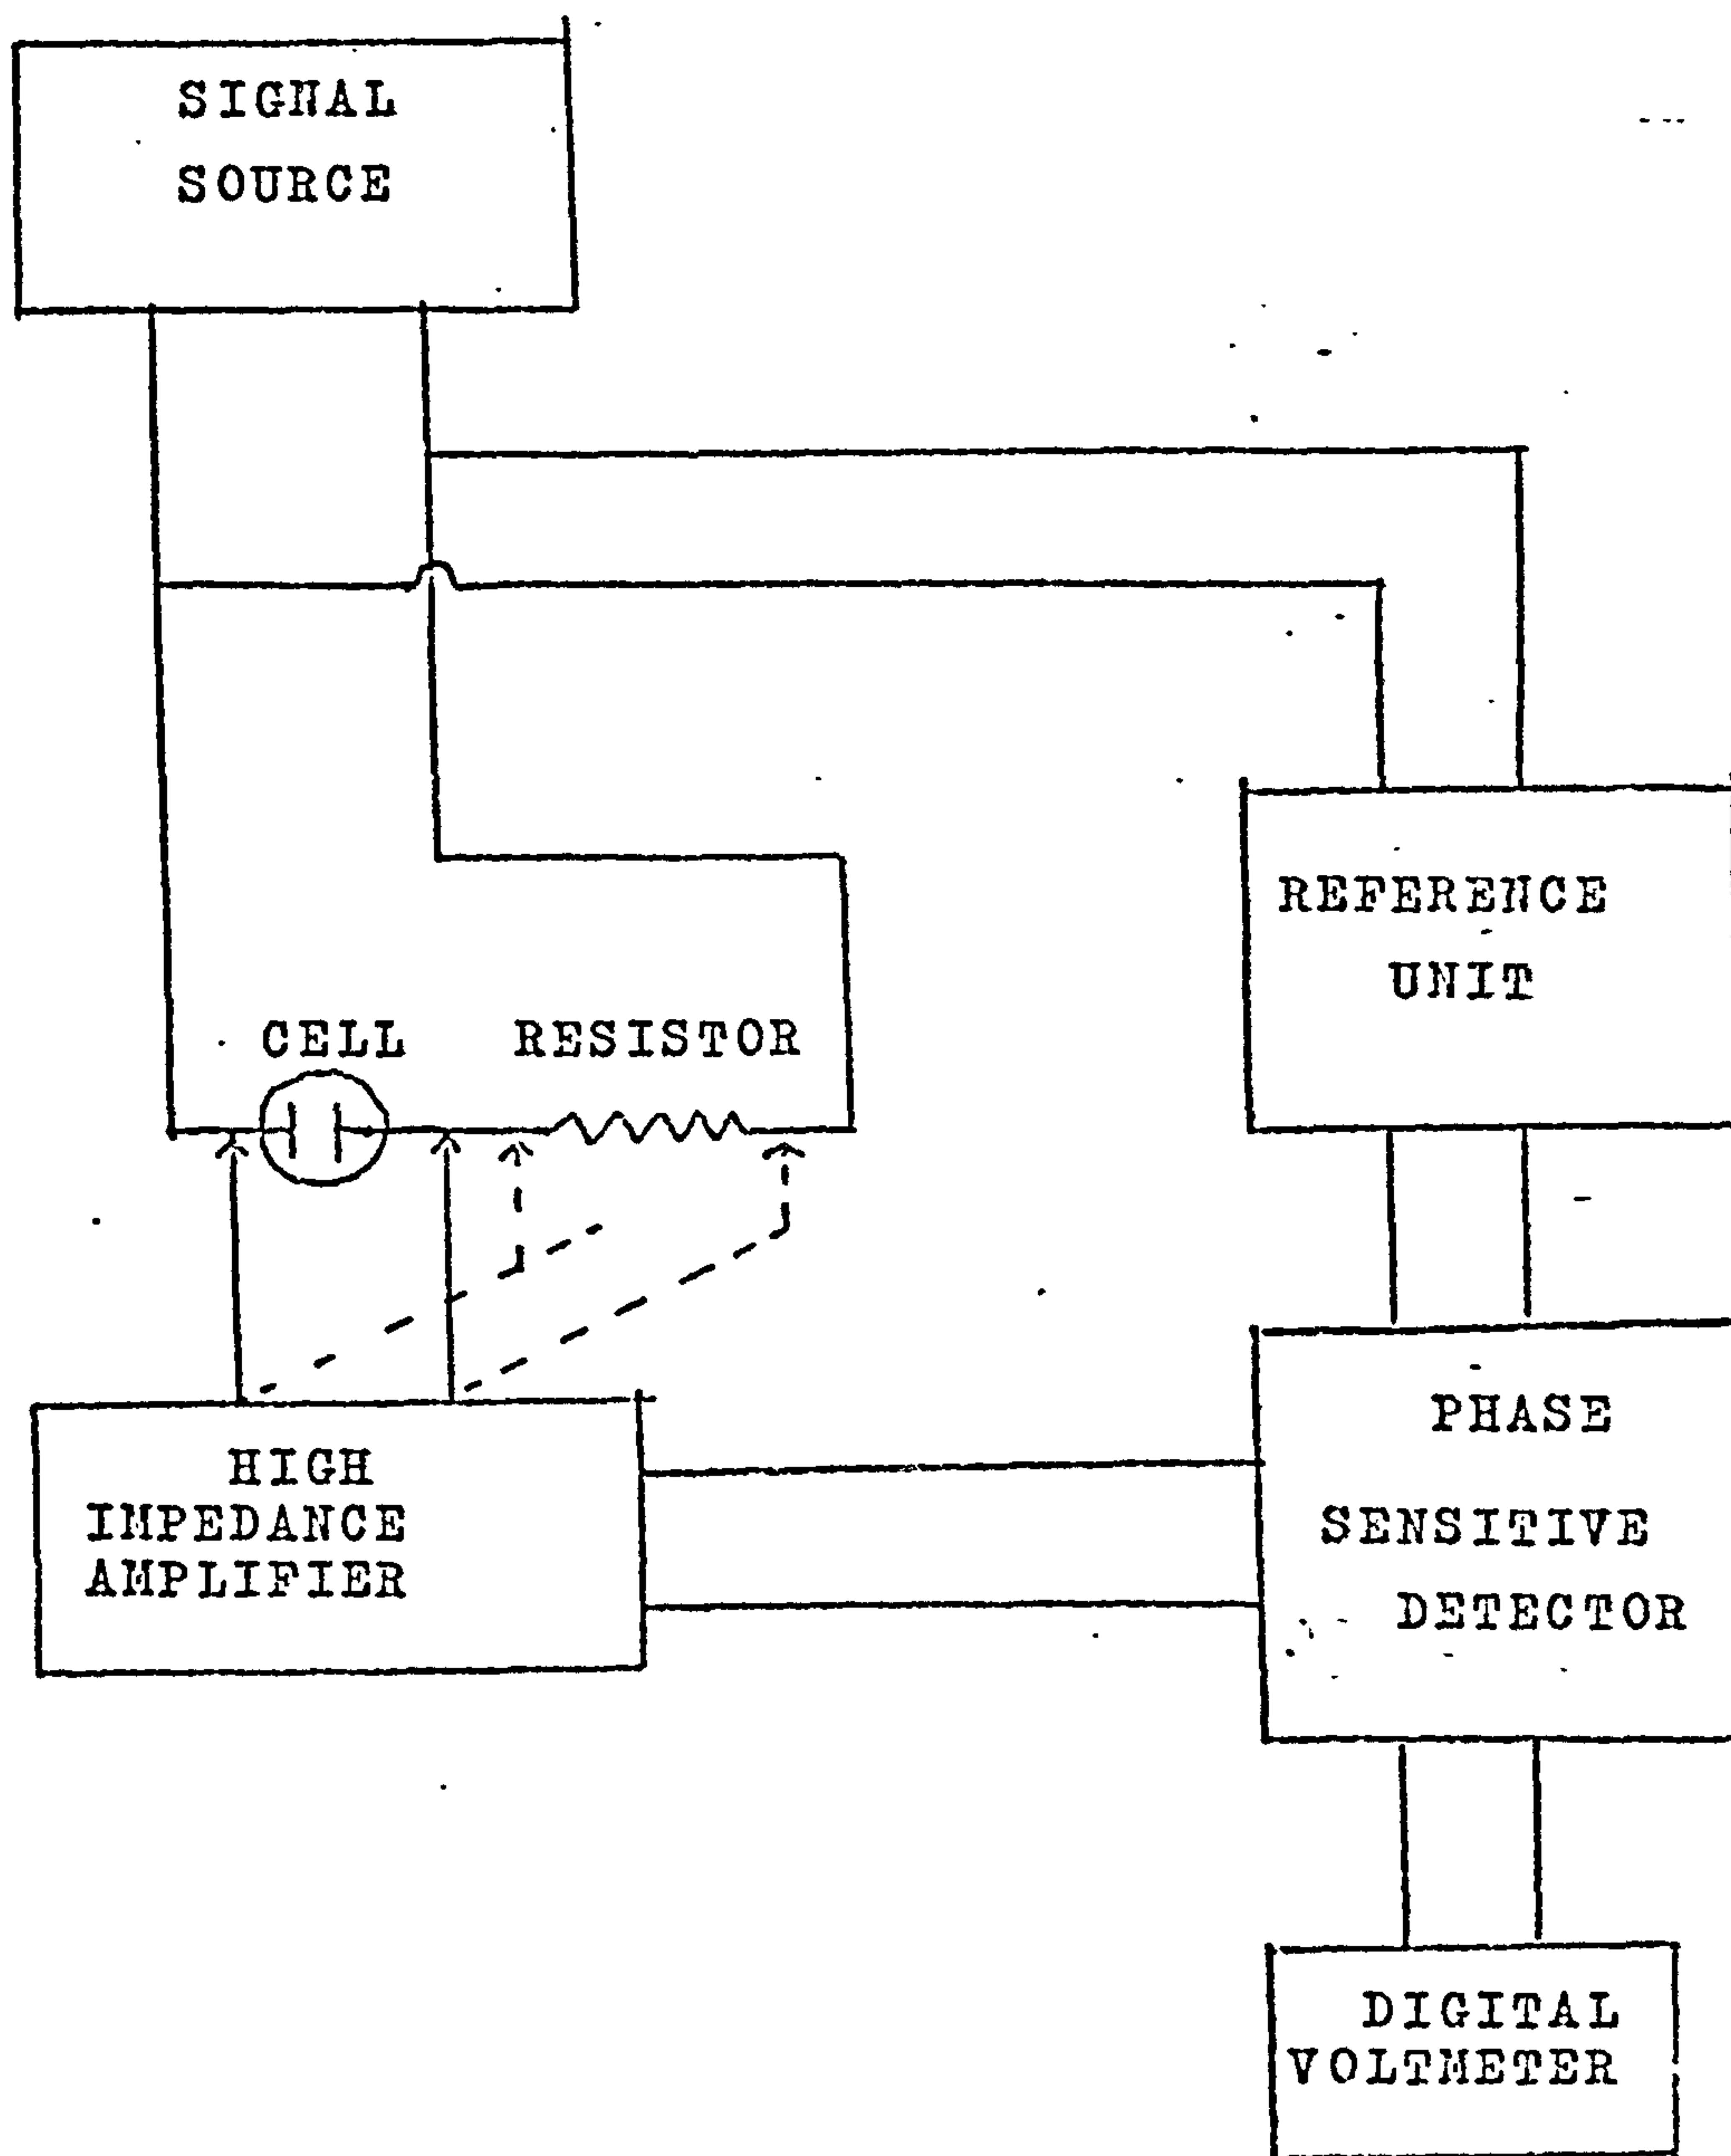 SIGNAL
SOURCE
REFERENCE
UNIT
CELL
RESISTOR
HIGH
IMPEDANCE
AMPLIFIER
PHASE
SENSITIVE
DETECTOR
DIGITAL
VOLTMETER